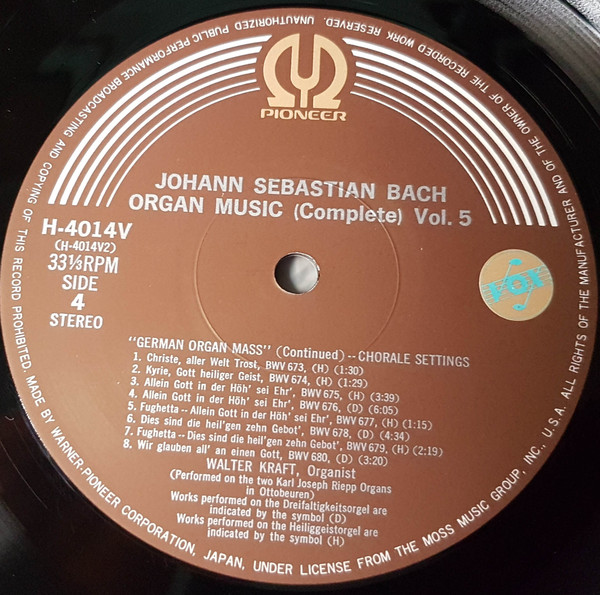 UNAUTHORIZED PUBLIC PERFORMANCE BROADCASTING AND COPYING OF THIS RECORD PROHIBITED. MADE BY WARNER-PIONEER CORPORATION, JAPAN, UNDER LICENSE FROM THE MOSS MUSIC GROUP, INC., U.S.A. ALL RIGHTS OF THE MANUFACTURER AND OF THE OWNER OF THE RECORDED WORK RESERVED.
PIONEER
JOHANN SEBASTIAN BACH
ORGAN MUSIC (Complete) Vol. 5
H-4014V
(H-4014V2)
33⅓RPM
SIDE
4
STEREO
VOX
"GERMAN ORGAN MASS" (Continued)--CHORALE SETTINGS
1. Christe, aller Welt Trost, BWV 673, (H) (1:30)
2. Kyrie, Gott heiliger Geist, BWV 674, (H) (1:29)
3. Allein Gott in der Höh' sei Ehr', BWV 675, (H) (3:39)
4. Allein Gott in der Höh' sei Ehr', BWV 676, (D) (6:05)
5. Fughetta--Allein Gott in der Höh' sei Ehr', BWV 677, (H) (1:15)
6. Dies sind die heil'gen zehn Gebot', BWV 678, (D) (4:34)
7. Fughetta--Dies sind die heil'gen zehn Gebot', BWV 679, (H) (2:19)
8. Wir glauben all' an einen Gott, BWV 680, (D) (3:20)
WALTER KRAFT, Organist
(Performed on the two Karl Joseph Riepp Organs
in Ottobeuren)
Works performed on the Dreifaltigkeitsorgel are
indicated by the symbol (D)
Works performed on the Heiliggeistorgel are
indicated by the symbol (H)